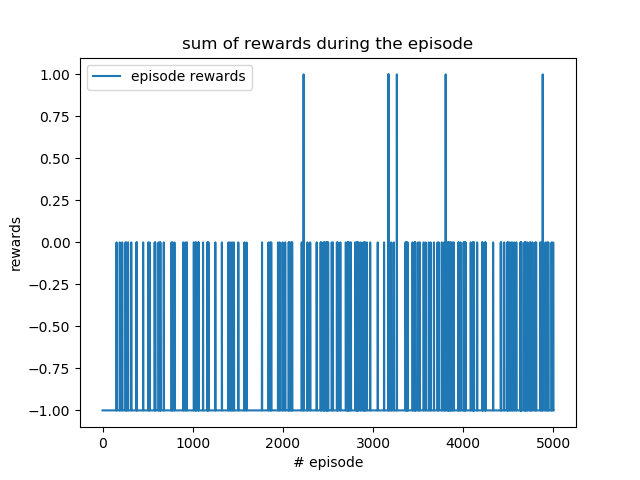 sum of rewards during the episode
episode rewards
1.00
0.75
0.50
0.25
0.00
−0.25
−0.50
−0.75
−1.00
rewards
0 1000 2000 3000 4000 5000
# episode